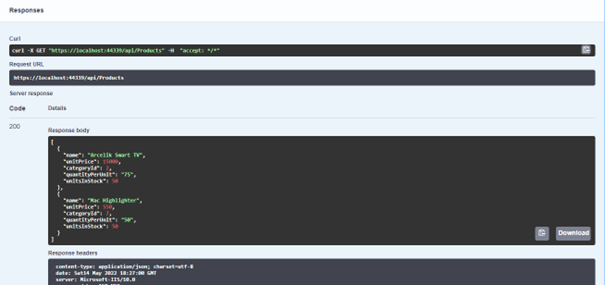 Responses
Curl
curl -X GET "https://localhost:44339/api/Products" -H  "accept: */*"
Request URL
https://localhost:44339/api/Products
Server response
Code Details
200
Response body
[
  {
    "name": "Arcelik Smart TV",
    "unitPrice": 15000,
    "categoryId": 2,
    "quantityPerUnit": "75",
    "unitsInStock": 50
  },
  {
    "name": "Mac Highlighter",
    "unitPrice": 550,
    "categoryId": 7,
    "quantityPerUnit": "50",
    "unitsInStock": 50
  }
]
Download
Response headers
content-type: application/json; charset=utf-8
date: Sat14 May 2022 18:27:00 GMT
server: Microsoft-IIS/10.0